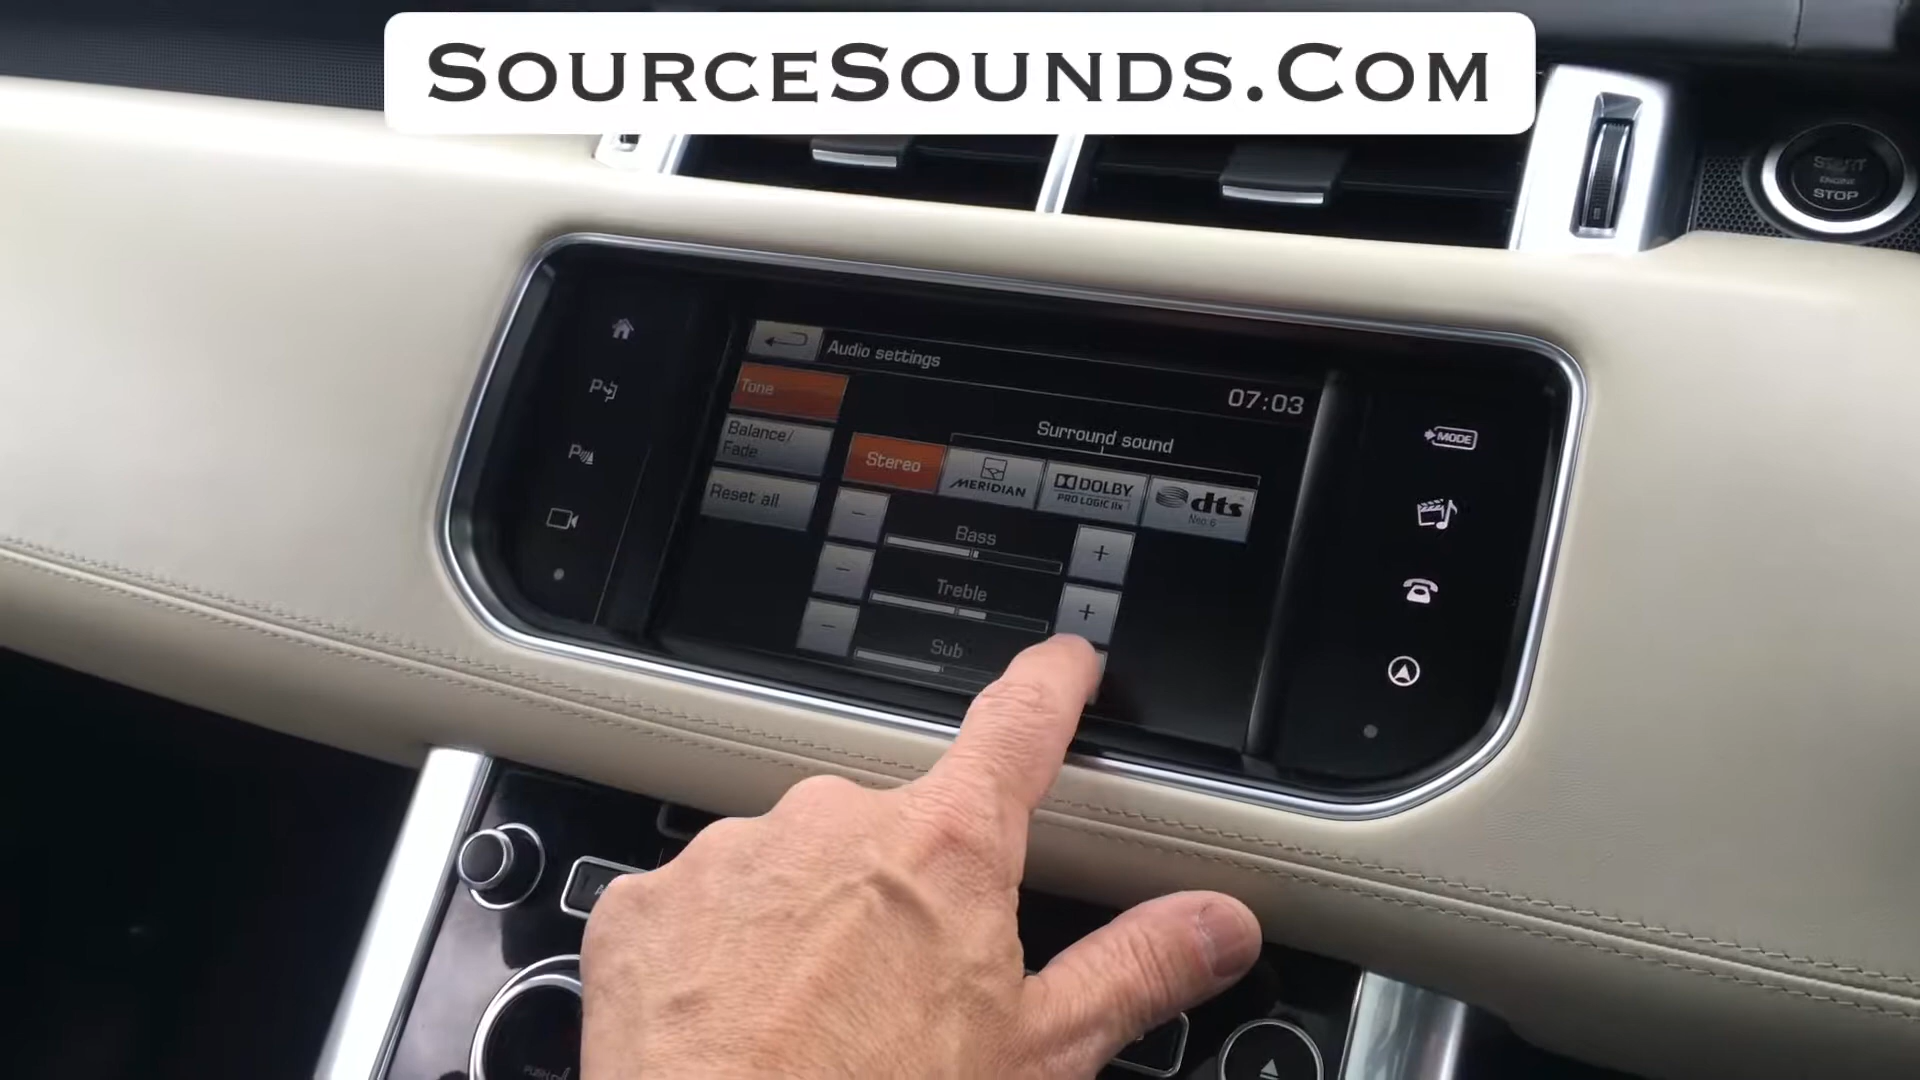 SOURCESOUNDS.COM
START
ENGINE
STOP
Audio settings
07:03
Tone
Balance/
Fade
Reset all
Surround sound
Stereo
MERIDIAN
DOLBY
PRO LOGIC IIx
dts
Neo:6
− Bass +
− Treble +
− Sub
MODE